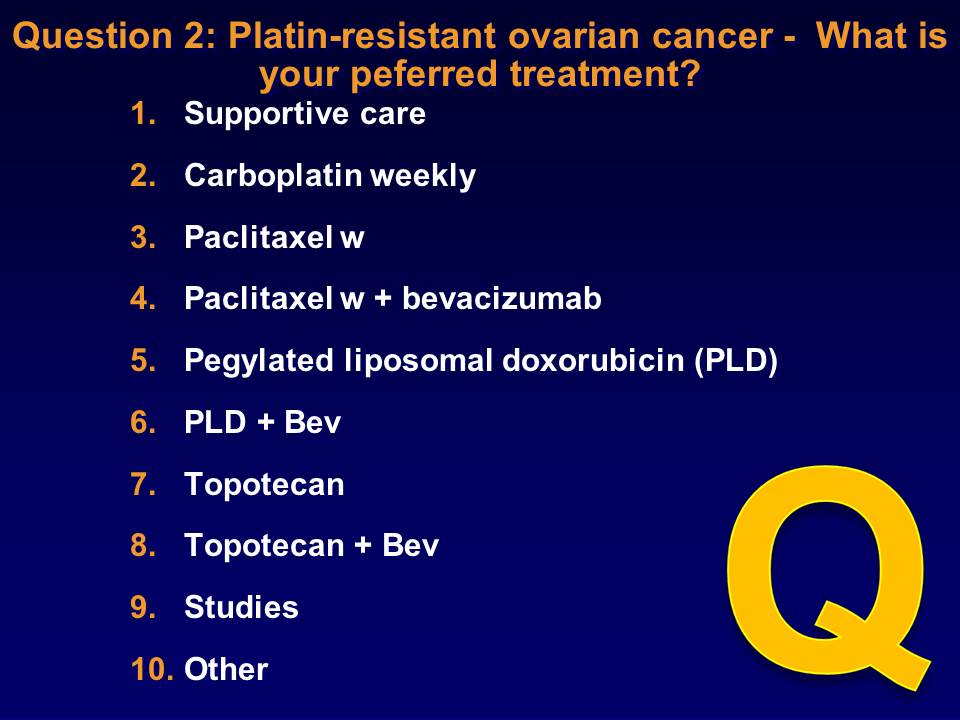 Question 2: Platin-resistant ovarian cancer - What is
your peferred treatment?
1. Supportive care
2. Carboplatin weekly
3. Paclitaxel w
4. Paclitaxel w + bevacizumab
5. Pegylated liposomal doxorubicin (PLD)
6. PLD + Bev
7. Topotecan
8. Topotecan + Bev
9. Studies
10. Other
Q